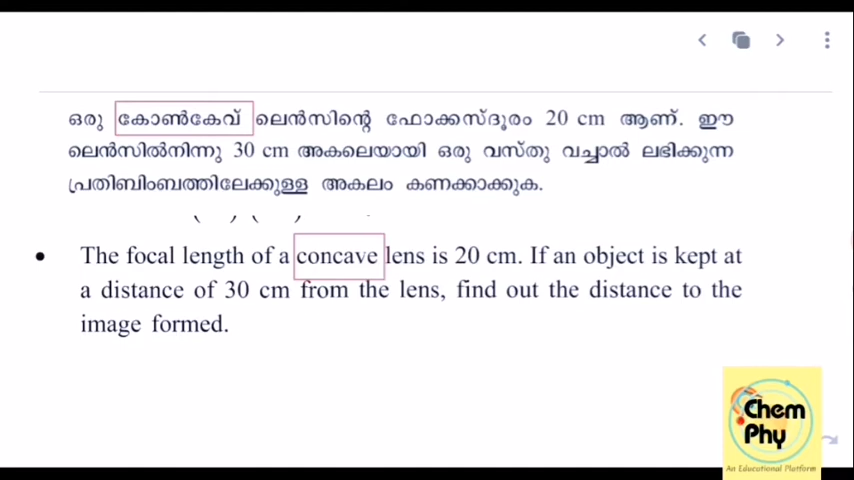 ഒരു കോൺകേവ് ലെൻസിന്റെ ഫോക്കസ്ദൂരം 20 cm ആണ്. ഈ
ലെൻസിൽനിന്നു 30 cm അകലെയായി ഒരു വസ്തു വച്ചാൽ ലഭിക്കുന്ന
പ്രതിബിംബത്തിലേക്കുള്ള അകലം കണക്കാക്കുക.
• The focal length of a concave lens is 20 cm. If an object is kept at
a distance of 30 cm from the lens, find out the distance to the
image formed.
Chem
Phy
An Educational Platform